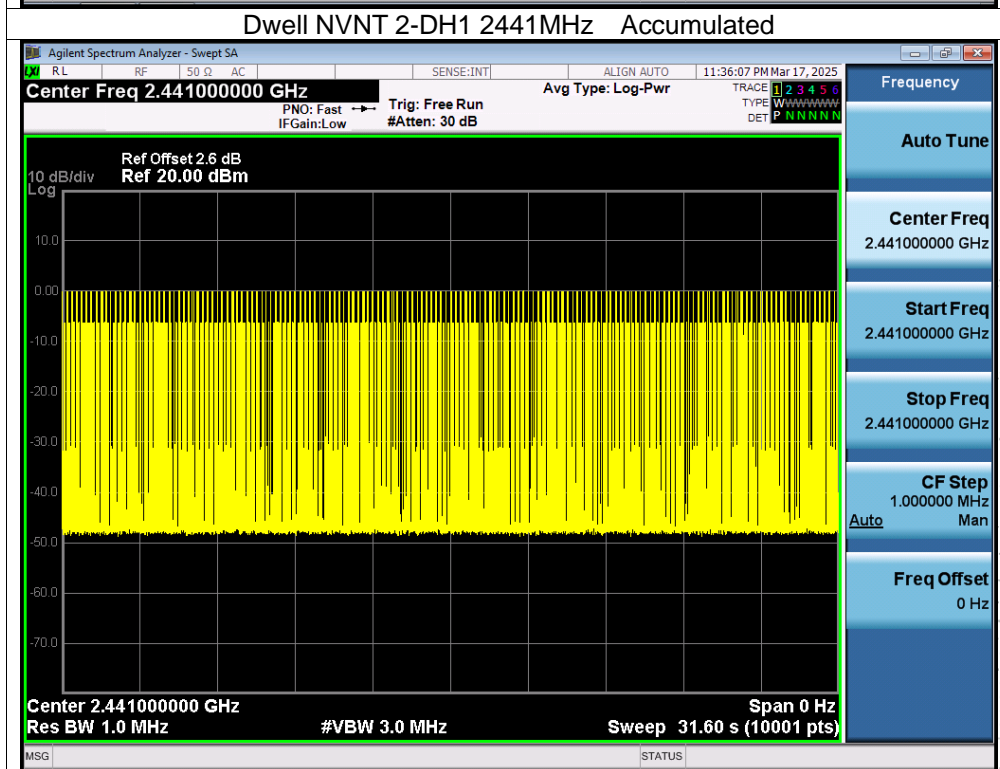 Dwell NVNT 2-DH1 2441MHz Accumulated
Agilent Spectrum Analyzer - Swept SA
LXI RL RF 50 Ω AC SENSE:INT ALIGN AUTO 11:36:07 PM Mar 17, 2025
Center Freq 2.441000000 GHz
PNO: Fast
IFGain:Low
Trig: Free Run
#Atten: 30 dB
Avg Type: Log-Pwr
TRACE 1 2 3 4 5 6
TYPE WWWWWWW
DET P N N N N N
Ref Offset 2.6 dB
10 dB/div Ref 20.00 dBm
Log
10.0
0.00
-10.0
-20.0
-30.0
-40.0
-50.0
-60.0
-70.0
Center 2.441000000 GHz Span 0 Hz
Res BW 1.0 MHz #VBW 3.0 MHz Sweep 31.60 s (10001 pts)
MSG STATUS
Frequency
Auto Tune
Center Freq
2.441000000 GHz
Start Freq
2.441000000 GHz
Stop Freq
2.441000000 GHz
CF Step
1.000000 MHz
Auto Man
Freq Offset
0 Hz